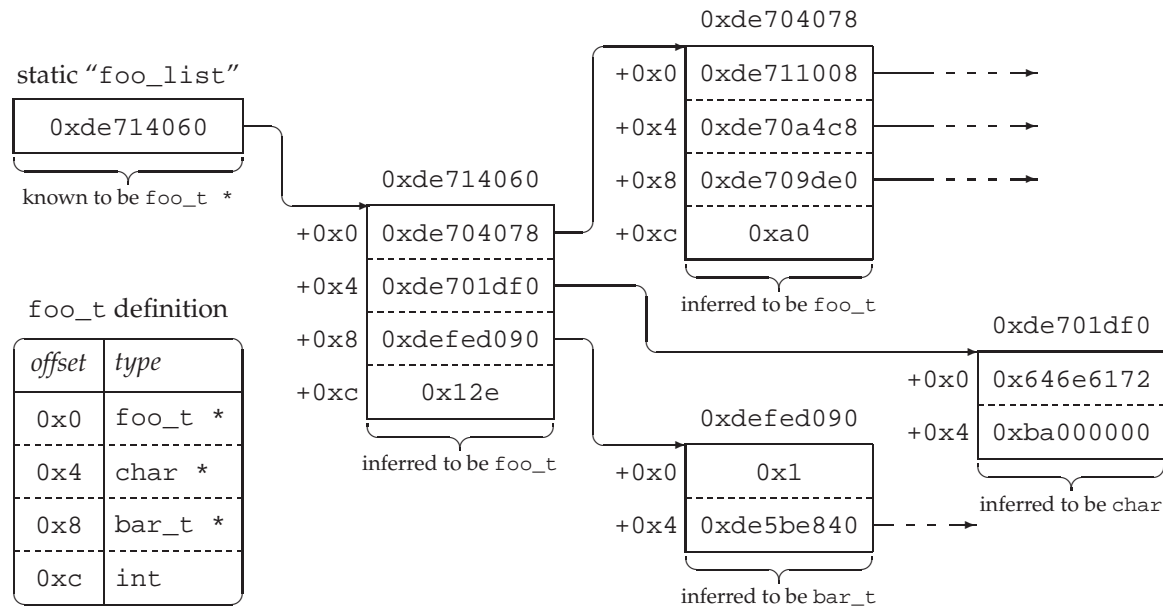 static “foo_list”
0xde714060
known to be foo_t *
foo_t definition
offset type
0x0 foo_t *
0x4 char *
0x8 bar_t *
0xc int
0xde714060
+0x0 0xde704078
+0x4 0xde701df0
+0x8 0xdefed090
+0xc 0x12e
inferred to be foo_t
0xde704078
+0x0 0xde711008
+0x4 0xde70a4c8
+0x8 0xde709de0
+0xc 0xa0
inferred to be foo_t
0xde701df0
+0x0 0x646e6172
+0x4 0xba000000
inferred to be char
0xdefed090
+0x0 0x1
+0x4 0xde5be840
inferred to be bar_t